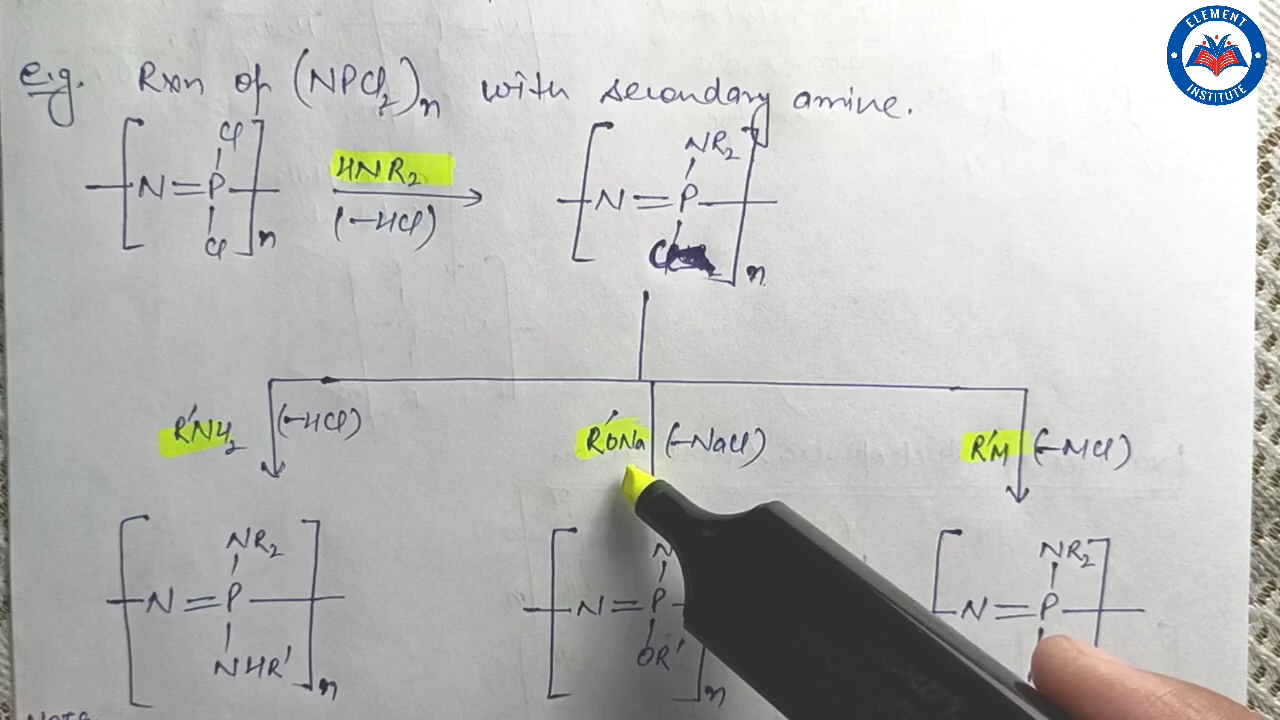 ELEMENT INSTITUTE
e.g. Rxn of (NPCl2)n with secondary amine.
[N=P(Cl)(Cl)]n HNR2 (-HCl) [N=P(NR2)(Cl)]n
R'NH2 (-HCl) R'ONa (-NaCl) R'M (-MCl)
[N=P(NR2)(NHR')]n [N=P(N)(OR')]n [N=P(NR2)]